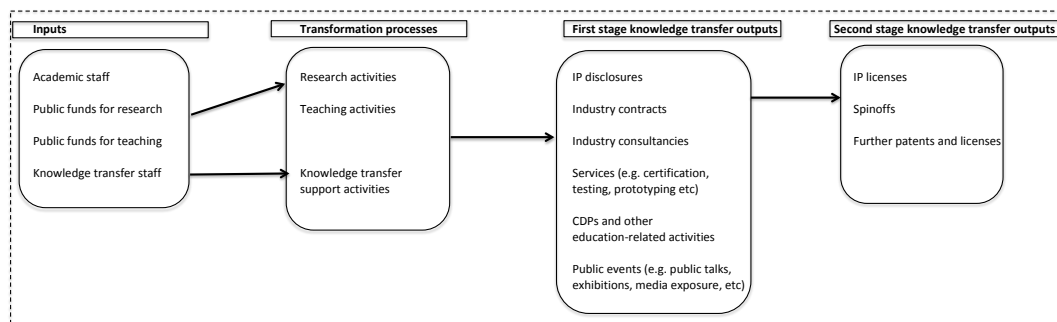 Inputs
Academic staff
Public funds for research
Public funds for teaching
Knowledge transfer staff
Transformation processes
Research activities
Teaching activities
Knowledge transfer
support activities
First stage knowledge transfer outputs
IP disclosures
Industry contracts
Industry consultancies
Services (e.g. certification,
testing, prototyping etc)
CDPs and other
education-related activities
Public events (e.g. public talks,
exhibitions, media exposure, etc)
Second stage knowledge transfer outputs
IP licenses
Spinoffs
Further patents and licenses